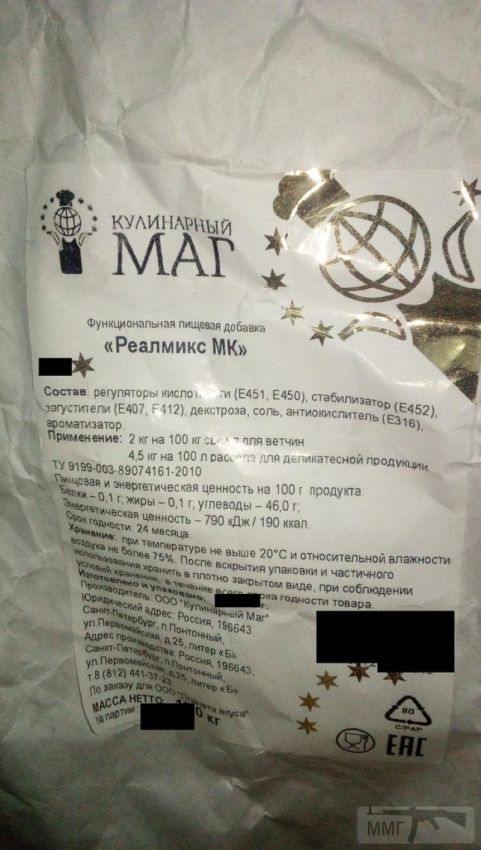 КУЛИНАРНЫЙ
МАГ
Функциональная пищевая добавка
«Реалмикс МК»
Состав: регуляторы (Е451, Е450), стабилизатор (Е452),
загустители (Е407, Е412), декстроза, соль, антиокислитель (Е316),
ароматизатор.
Применение: 2 кг на 100 кг для ветчин
4,5 кг на 100 л рассола для деликатесной продукции
ТУ 9199-003-89074161-2010
Пищевая и энергетическая ценность на 100 г продукта
Белки – 0,1 г; жиры – 0,1 г; углеводы – 46,0 г;
Энергетическая ценность – 790 кДж / 190 ккал.
Срок годности: 24 месяца.
Хранение: при температуре не выше 20°С и относительной влажности
воздуха не более 75%. После вскрытия упаковки и частичного
использования хранить в плотно закрытом виде, при соблюдении
условий хранения, в течение всего срока годности товара.
Изготовлено и упаковано: г.
Производитель: ООО "Кулинарный Маг"
Юридический адрес: Россия, 196643
Санкт-Петербург, п.Понтонный,
ул.Первомайская, д.25, литер «Б»
Адрес производства: Россия, 196643,
Санкт-Петербург, п.Понтонный,
ул.Первомайская, д.25, литер «Б»
т.8 (812) 441-37-23
По заказу для ООО "Планета вкуса"
МАССА НЕТТО: кг
№ партии:
80
C/PAP
EAC
ММГ